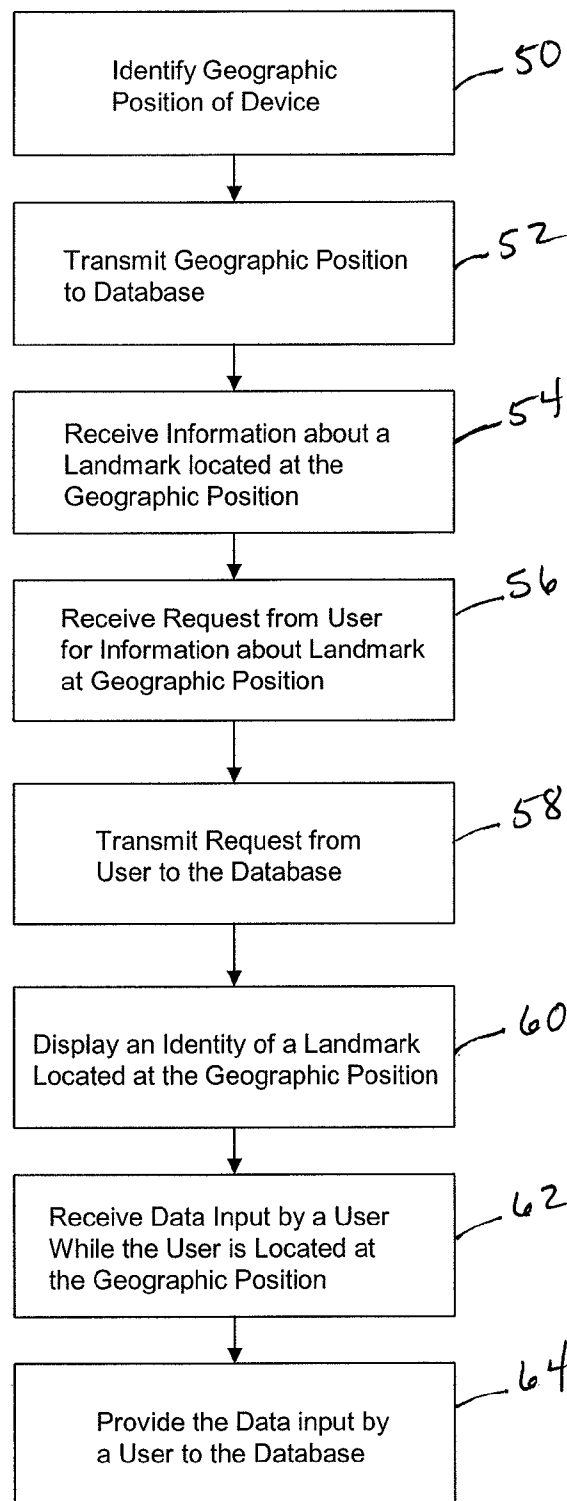 Identify Geographic
Position of Device
50
Transmit Geographic Position
to Database
52
Receive Information about a
Landmark located at the
Geographic Position
54
Receive Request from User
for Information about Landmark
at Geographic Position
56
Transmit Request from
User to the Database
58
Display an Identity of a Landmark
Located at the Geographic Position
60
Receive Data Input by a User
While the User is Located at
the Geographic Position
62
Provide the Data input by
a User to the Database
64